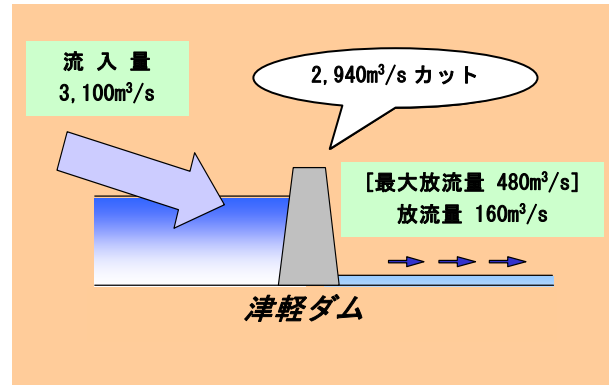 流 入 量
3,100m³/s
2,940m³/s カット
[最大放流量 480m³/s]
放流量 160m³/s
津軽ダム